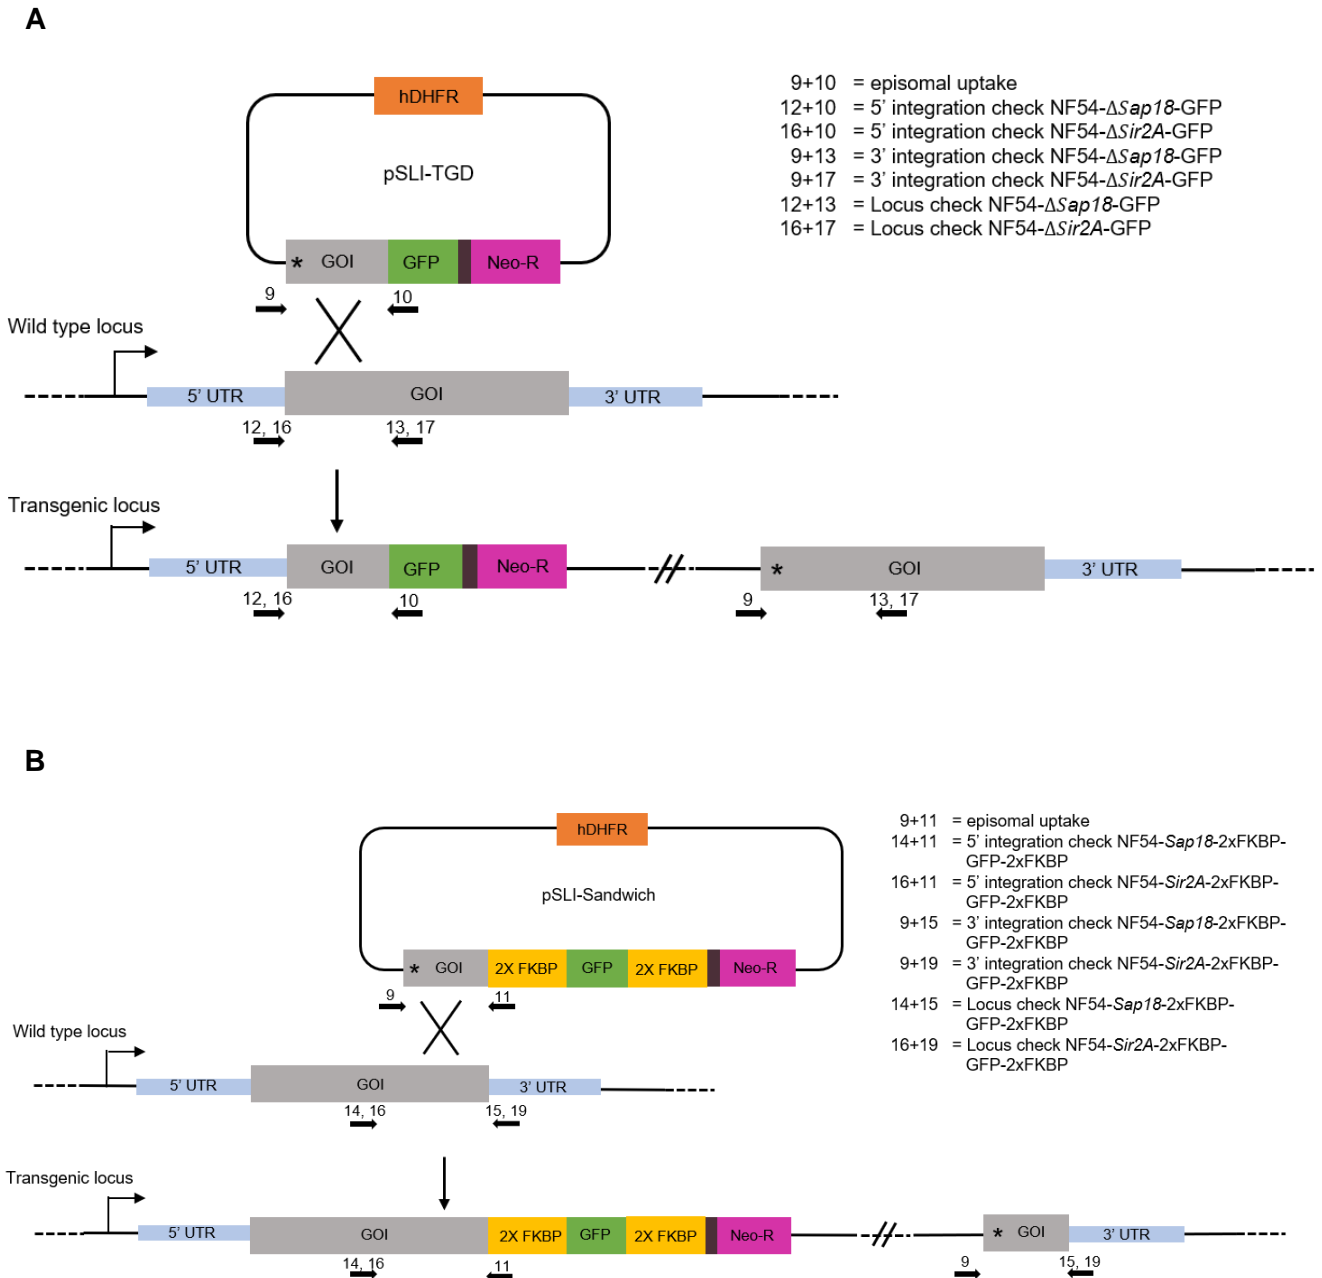 A
hDHFR
pSLI-TGD
* GOI GFP Neo-R
9 10
9+10 = episomal uptake
12+10 = 5' integration check NF54-ΔSap18-GFP
16+10 = 5' integration check NF54-ΔSir2A-GFP
9+13 = 3' integration check NF54-ΔSap18-GFP
9+17 = 3' integration check NF54-ΔSir2A-GFP
12+13 = Locus check NF54-ΔSap18-GFP
16+17 = Locus check NF54-ΔSir2A-GFP
Wild type locus
5' UTR GOI 3' UTR
12, 16 13, 17
Transgenic locus
5' UTR GOI GFP Neo-R * GOI 3' UTR
12, 16 10 9 13, 17
B
hDHFR
pSLI-Sandwich
* GOI 2X FKBP GFP 2X FKBP Neo-R
9 11
9+11 = episomal uptake
14+11 = 5' integration check NF54-Sap18-2xFKBP-
GFP-2xFKBP
16+11 = 5' integration check NF54-Sir2A-2xFKBP-
GFP-2xFKBP
9+15 = 3' integration check NF54-Sap18-2xFKBP-
GFP-2xFKBP
9+19 = 3' integration check NF54-Sir2A-2xFKBP-
GFP-2xFKBP
14+15 = Locus check NF54-Sap18-2xFKBP-
GFP-2xFKBP
16+19 = Locus check NF54-Sir2A-2xFKBP-
GFP-2xFKBP
Wild type locus
5' UTR GOI 3' UTR
14, 16 15, 19
Transgenic locus
5' UTR GOI 2X FKBP GFP 2X FKBP Neo-R * GOI 3' UTR
14, 16 11 9 15, 19